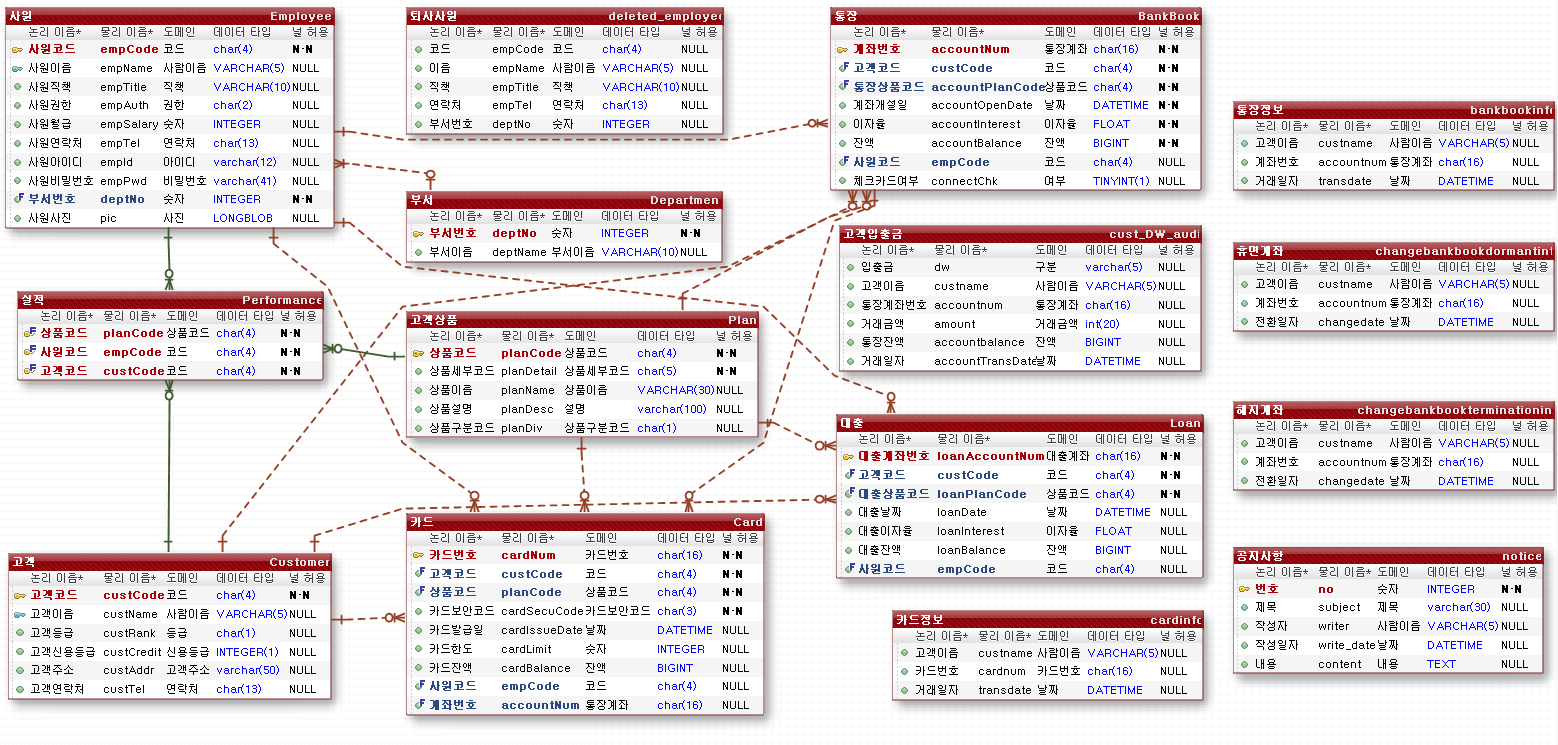 사원 Employee
논리 이름* 물리 이름* 도메인 데이터 타입 널 허용
사원코드 empCode 코드 char(4) N-N
사원이름 empName 사람이름 VARCHAR(5) NULL
사원직책 empTitle 직책 VARCHAR(10) NULL
사원권한 empAuth 권한 char(2) NULL
사원월급 empSalary 숫자 INTEGER NULL
사원연락처 empTel 연락처 char(13) NULL
사원아이디 empId 아이디 varchar(12) NULL
사원비밀번호 empPwd 비밀번호 varchar(41) NULL
부서번호 deptNo 숫자 INTEGER N-N
사원사진 pic 사진 LONGBLOB NULL
퇴사사원 deleted_employee
논리 이름* 물리 이름* 도메인 데이터 타입 널 허용
코드 empCode 코드 char(4) NULL
이름 empName 사람이름 VARCHAR(5) NULL
직책 empTitle 직책 VARCHAR(10) NULL
연락처 empTel 연락처 char(13) NULL
부서번호 deptNo 숫자 INTEGER NULL
통장 BankBook
논리 이름* 물리 이름* 도메인 데이터 타입 널 허용
계좌번호 accountNum 통장계좌 char(16) N-N
고객코드 custCode 코드 char(4) N-N
통장상품코드 accountPlanCode 상품코드 char(4) N-N
계좌개설일 accountOpenDate 날짜 DATETIME N-N
이자율 accountInterest 이자율 FLOAT N-N
잔액 accountBalance 잔액 BIGINT N-N
사원코드 empCode 코드 char(4) NULL
체크카드여부 connectChk 여부 TINYINT(1) NULL
통장정보 bankbookinfo
논리 이름* 물리 이름* 도메인 데이터 타입 널 허용
고객이름 custname 사람이름 VARCHAR(5) NULL
계좌번호 accountnum 통장계좌 char(16) NULL
거래일자 transdate 날짜 DATETIME NULL
부서 Departmen
논리 이름* 물리 이름* 도메인 데이터 타입 널 허용
부서번호 deptNo 숫자 INTEGER N-N
부서이름 deptName 부서이름 VARCHAR(10) NULL
고객입출금 cust_DW_audi
논리 이름* 물리 이름* 도메인 데이터 타입 널 허용
입출금 dw 구분 varchar(5) NULL
고객이름 custname 사람이름 VARCHAR(5) NULL
통장계좌번호 accountnum 통장계좌 char(16) NULL
거래금액 amount 거래금액 int(20) NULL
통장잔액 accountbalance 잔액 BIGINT NULL
거래일자 accountTransDate 날짜 DATETIME NULL
휴면계좌 changebankbookdormantinf
논리 이름* 물리 이름* 도메인 데이터 타입 널 허용
고객이름 custname 사람이름 VARCHAR(5) NULL
계좌번호 accountnum 통장계좌 char(16) NULL
전환일자 changedate 날짜 DATETIME NULL
실적 Performance
논리 이름* 물리 이름* 도메인 데이터 타입 널 허용
상품코드 planCode 상품코드 char(4) N-N
사원코드 empCode 코드 char(4) N-N
고객코드 custCode 코드 char(4) N-N
고객상품 Plan
논리 이름* 물리 이름* 도메인 데이터 타입 널 허용
상품코드 planCode 상품코드 char(4) N-N
상품세부코드 planDetail 상품세부코드 char(5) N-N
상품이름 planName 상품이름 VARCHAR(30) NULL
상품설명 planDesc 설명 varchar(100) NULL
상품구분코드 planDiv 상품구분코드 char(1) NULL
대출 Loan
논리 이름* 물리 이름* 도메인 데이터 타입 널 허용
대출계좌번호 loanAccountNum 대출계좌 char(16) N-N
고객코드 custCode 코드 char(4) N-N
대출상품코드 loanPlanCode 상품코드 char(4) N-N
대출날짜 loanDate 날짜 DATETIME NULL
대출이자율 loanInterest 이자율 FLOAT NULL
대출잔액 loanBalance 잔액 BIGINT NULL
사원코드 empCode 코드 char(4) NULL
해지계좌 changebankbookterminationin
논리 이름* 물리 이름* 도메인 데이터 타입 널 허용
고객이름 custname 사람이름 VARCHAR(5) NULL
계좌번호 accountnum 통장계좌 char(16) NULL
전환일자 changedate 날짜 DATETIME NULL
고객 Customer
논리 이름* 물리 이름* 도메인 데이터 타입 널 허용
고객코드 custCode 코드 char(4) N-N
고객이름 custName 사람이름 VARCHAR(5) NULL
고객등급 custRank 등급 char(1) NULL
고객신용등급 custCredit 신용등급 INTEGER(1) NULL
고객주소 custAddr 고객주소 varchar(50) NULL
고객연락처 custTel 연락처 char(13) NULL
카드 Card
논리 이름* 물리 이름* 도메인 데이터 타입 널 허용
카드번호 cardNum 카드번호 char(16) N-N
고객코드 custCode 코드 char(4) N-N
상품코드 planCode 코드 char(4) N-N
카드보안코드 cardSecuCode 카드보안코드 char(3) N-N
카드발급일 cardIssueDate 날짜 DATETIME NULL
카드한도 cardLimit 숫자 INTEGER NULL
카드잔액 cardBalance 잔액 BIGINT NULL
사원코드 empCode 코드 char(4) NULL
계좌번호 accountNum 통장계좌 char(16) NULL
카드정보 cardinfo
논리 이름* 물리 이름* 도메인 데이터 타입 널 허용
고객이름 custname 사람이름 VARCHAR(5) NULL
카드번호 cardnum 카드번호 char(16) NULL
거래일자 transdate 날짜 DATETIME NULL
공지사항 notice
논리 이름* 물리 이름* 도메인 데이터 타입 널 허용
번호 no 숫자 INTEGER N-N
제목 subject 제목 varchar(30) NULL
작성자 writer 사람이름 VARCHAR(5) NULL
작성일자 write_date 날짜 DATETIME NULL
내용 content 내용 TEXT NULL